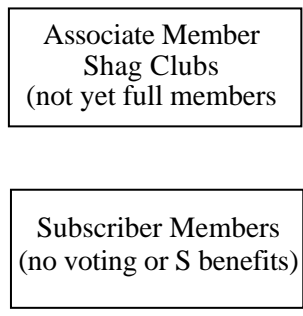 Associate Member
Shag Clubs
(not yet full members
Subscriber Members
(no voting or S benefits)